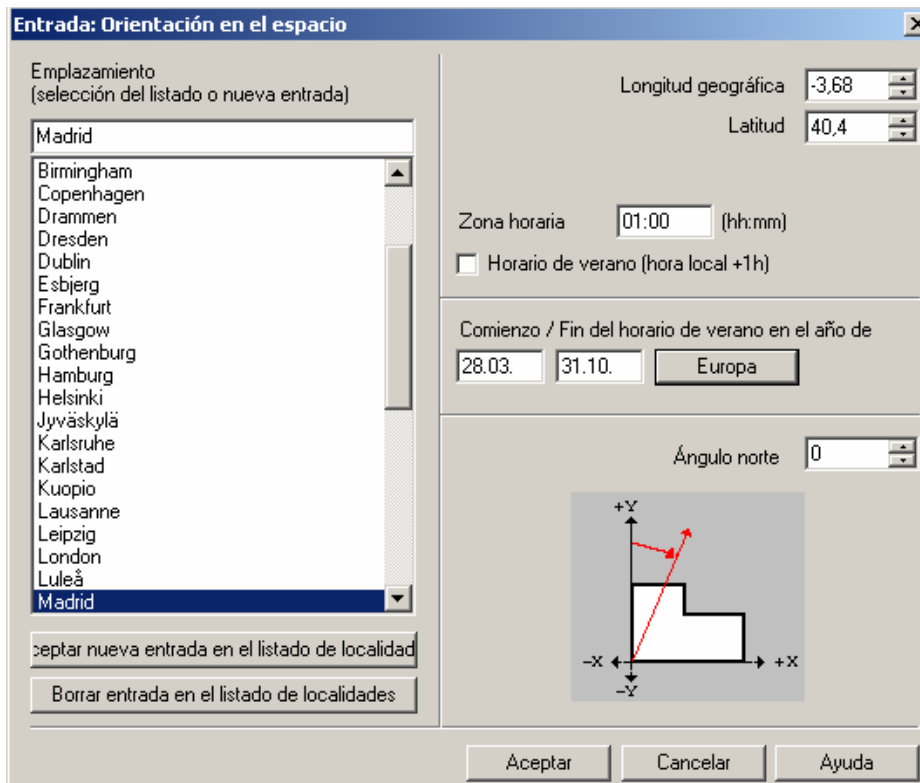 Entrada: Orientación en el espacio
Emplazamiento
(selección del listado o nueva entrada)
Madrid
Birmingham
Copenhagen
Drammen
Dresden
Dublin
Esbjerg
Frankfurt
Glasgow
Gothenburg
Hamburg
Helsinki
Jyväskylä
Karlsruhe
Karlstad
Kuopio
Lausanne
Leipzig
London
Luleå
Madrid
ceptar nueva entrada en el listado de localidad
Borrar entrada en el listado de localidades
Longitud geográfica -3,68
Latitud 40,4
Zona horaria 01:00 (hh:mm)
Horario de verano (hora local +1h)
Comienzo / Fin del horario de verano en el año de
28.03. 31.10. Europa
Ángulo norte 0
+Y
-X +X
-Y
Aceptar Cancelar Ayuda